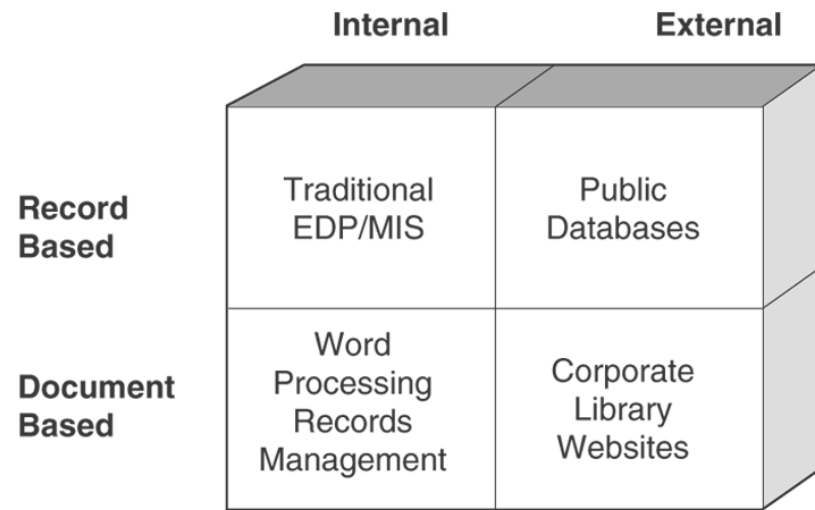 Internal
External
Record
Based
Traditional
EDP/MIS
Public
Databases
Document
Based
Word
Processing
Records
Management
Corporate
Library
Websites